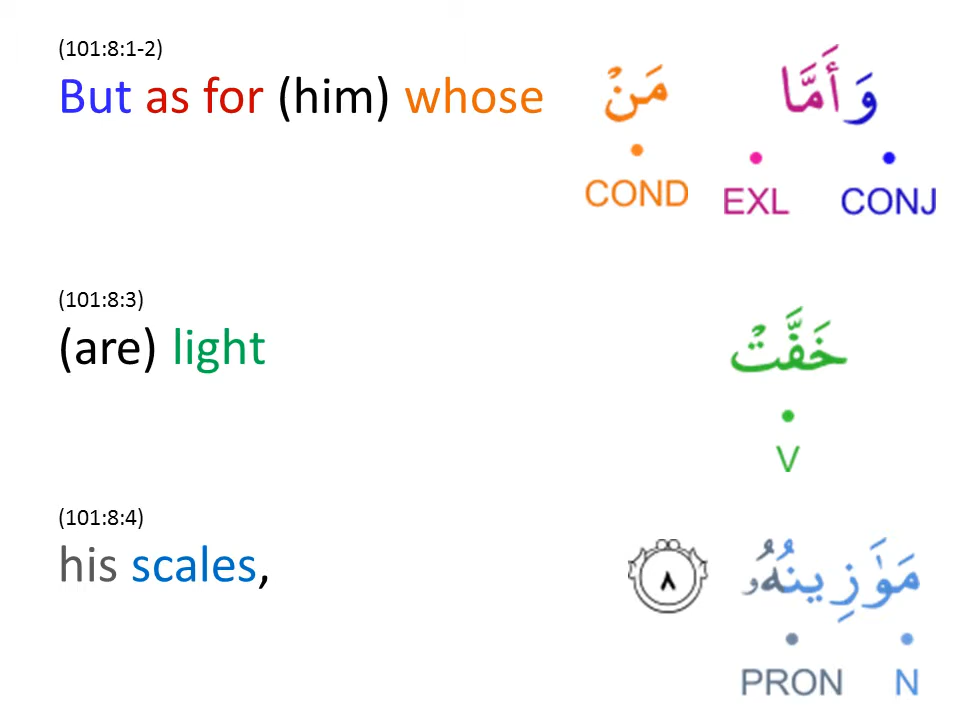 (101:8:1-2)
But as for (him) whose وَأَمَّا مَنْ
COND EXL CONJ
(101:8:3)
(are) light خَفَّتْ
V
(101:8:4)
his scales, مَوَٰزِينُهُۥ ٨
PRON N